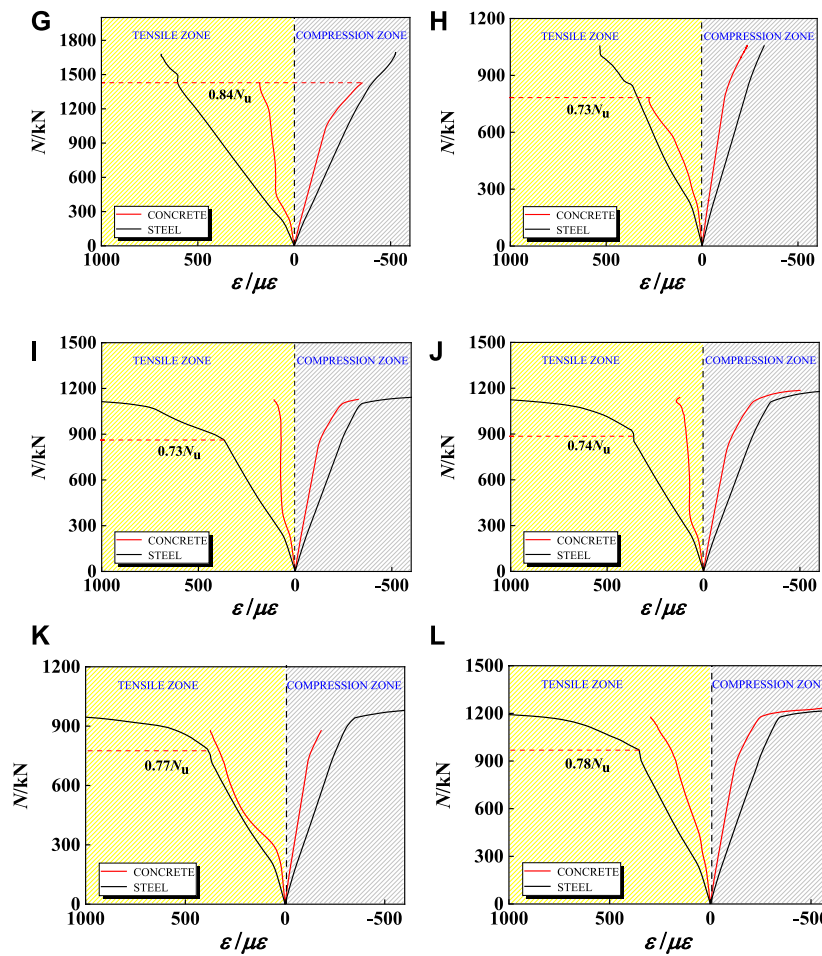 G
H
1800
1500
1200
900
600
300
0
N/kN
TENSILE ZONE
COMPRESSION ZONE
0.84Nu
CONCRETE
STEEL
1000
500
0
-500
ε/με
1200
900
600
300
0
N/kN
TENSILE ZONE
COMPRESSION ZONE
0.73Nu
CONCRETE
STEEL
1000
500
0
-500
ε/με
I
J
1500
1200
900
600
300
0
N/kN
TENSILE ZONE
COMPRESSION ZONE
0.73Nu
CONCRETE
STEEL
1000
500
0
-500
ε/με
1500
1200
900
600
300
0
N/kN
TENSILE ZONE
COMPRESSION ZONE
0.74Nu
CONCRETE
STEEL
1000
500
0
-500
ε/με
K
L
1200
900
600
300
0
N/kN
TENSILE ZONE
COMPRESSION ZONE
0.77Nu
CONCRETE
STEEL
1000
500
0
-500
ε/με
1500
1200
900
600
300
0
N/kN
TENSILE ZONE
COMPRESSION ZONE
0.78Nu
CONCRETE
STEEL
1000
500
0
-500
ε/με